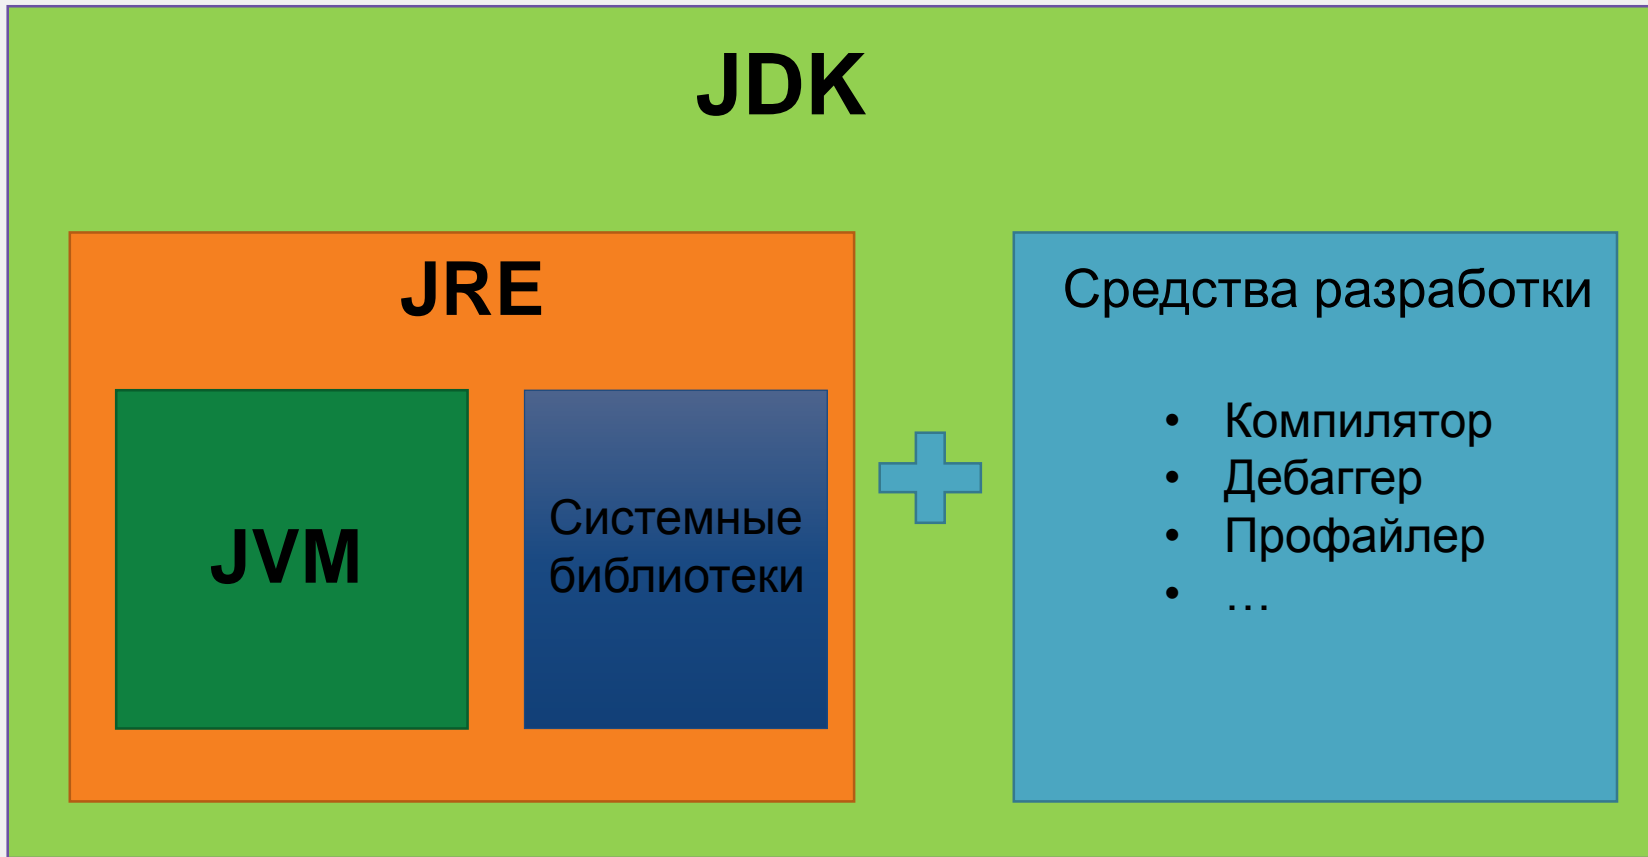 JDK
JRE
JVM
Системные
библиотеки
Средства разработки
• Компилятор
• Дебаггер
• Профайлер
• …